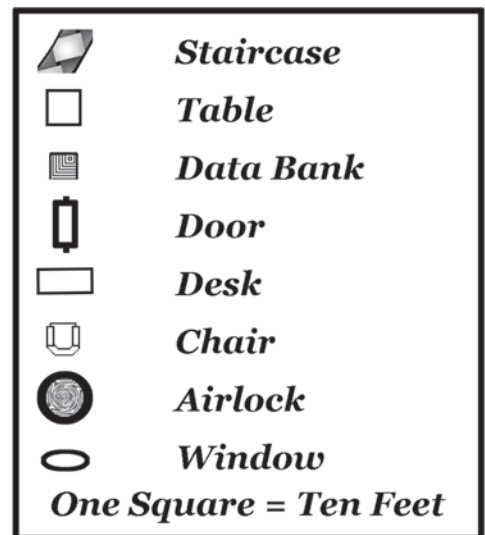 Staircase
Table
Data Bank
Door
Desk
Chair
Airlock
Window
One Square = Ten Feet